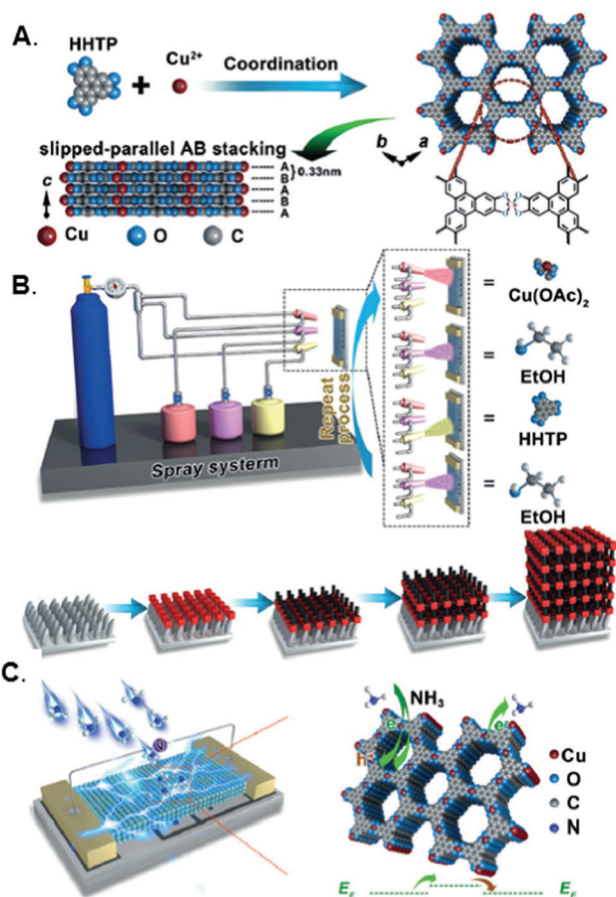 A.
HHTP
Cu2+
Coordination
slipped-parallel AB stacking
A
B
A
B
A
0.33nm
c
b
a
Cu
O
C
B.
Spray systerm
Repeat
process
= Cu(OAc)2
= EtOH
= HHTP
= EtOH
C.
V
NH3
e
h
e
Cu
O
C
N
EF
EF